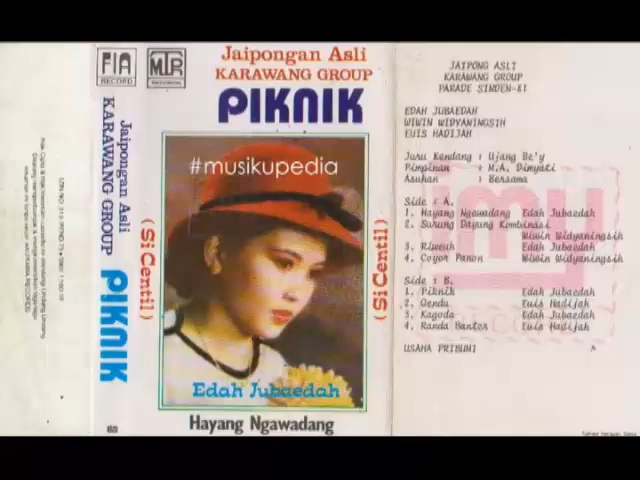 FIA
RECORD
MTR
Jaipongan Asli
KARAWANG GROUP
PIKNIK
#musikupedia
(Si Centil)
(Si Centil)
Edah Jubaedah
Hayang Ngawadang
Jaipongan Asli
KARAWANG GROUP
PIKNIK
JAIPONG ASLI
KARAWANG GROUP
PARADE SINDEN-61
EDAH JUBAEDAH
WIWIN WIDYANINGSIH
EUIS HADIJAH
Juru Kendang : Ujang Be'y
Pimpinan : H.A. Dimyati
Asuhan : Bersama
Side : A.
1. Hayang Ngawadang Edah Jubaedah
2. Surung Dayung Kombinasi
Wiwin Widyaningsih
3. Riweuh Edah Jubaedah
4. Cogor Panon Wiwin Widyaningsih
Side : B.
1. Piknik Edah Jubaedah
2. Gendu Euis Hadijah
3. Kagoda Edah Jubaedah
4. Randa Banten Euis Hadijah
USAHA PRIBUMI